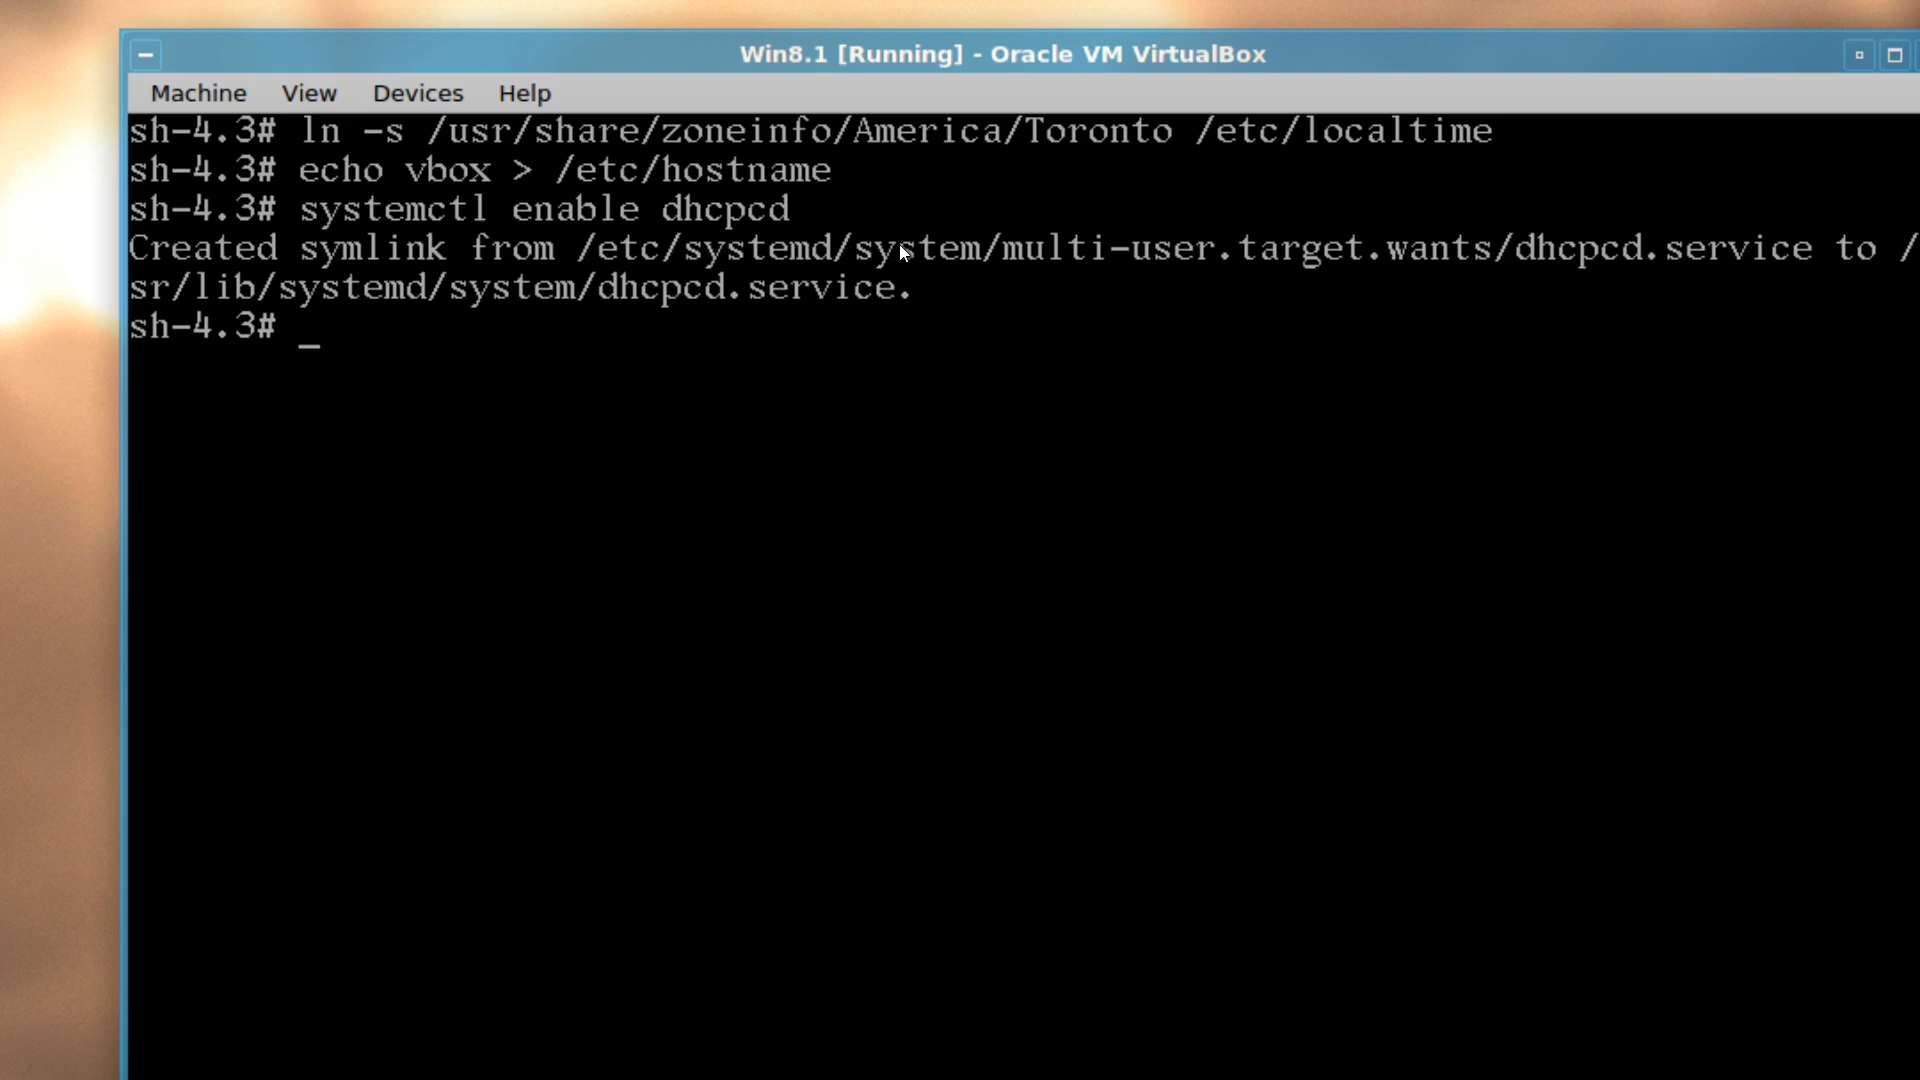 Win8.1 [Running] - Oracle VM VirtualBox
Machine View Devices Help
sh-4.3# ln -s /usr/share/zoneinfo/America/Toronto /etc/localtime
sh-4.3# echo vbox > /etc/hostname
sh-4.3# systemctl enable dhcpcd
Created symlink from /etc/systemd/system/multi-user.target.wants/dhcpcd.service to /
sr/lib/systemd/system/dhcpcd.service.
sh-4.3# _